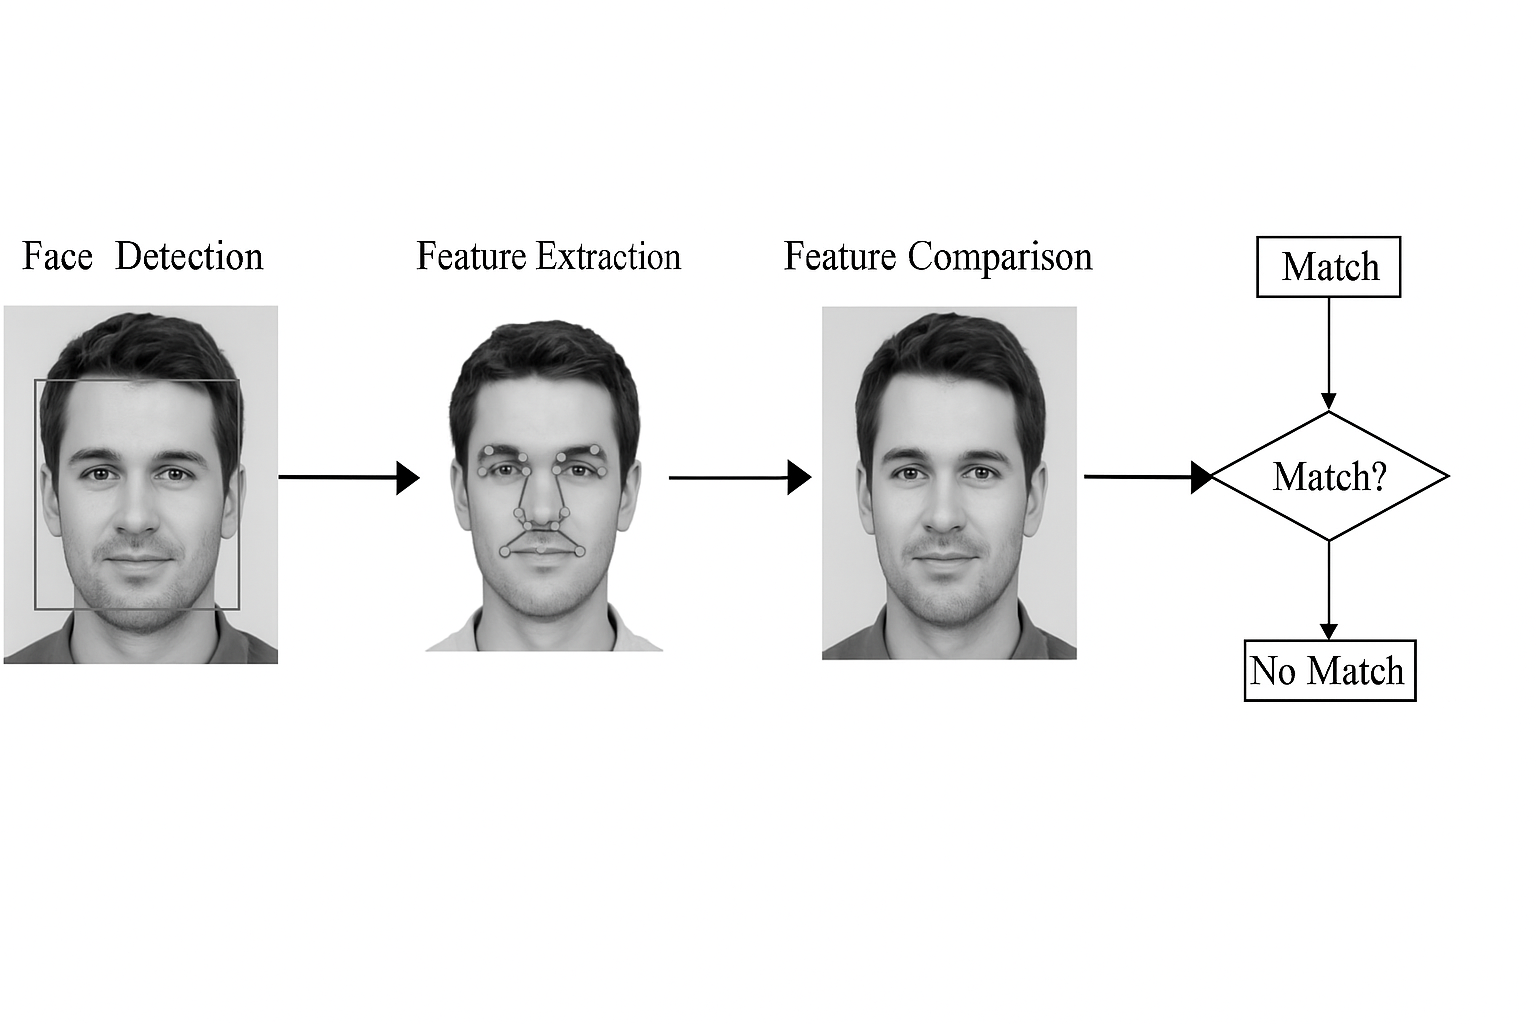 Face Detection
Feature Extraction
Feature Comparison
Match
Match?
No Match